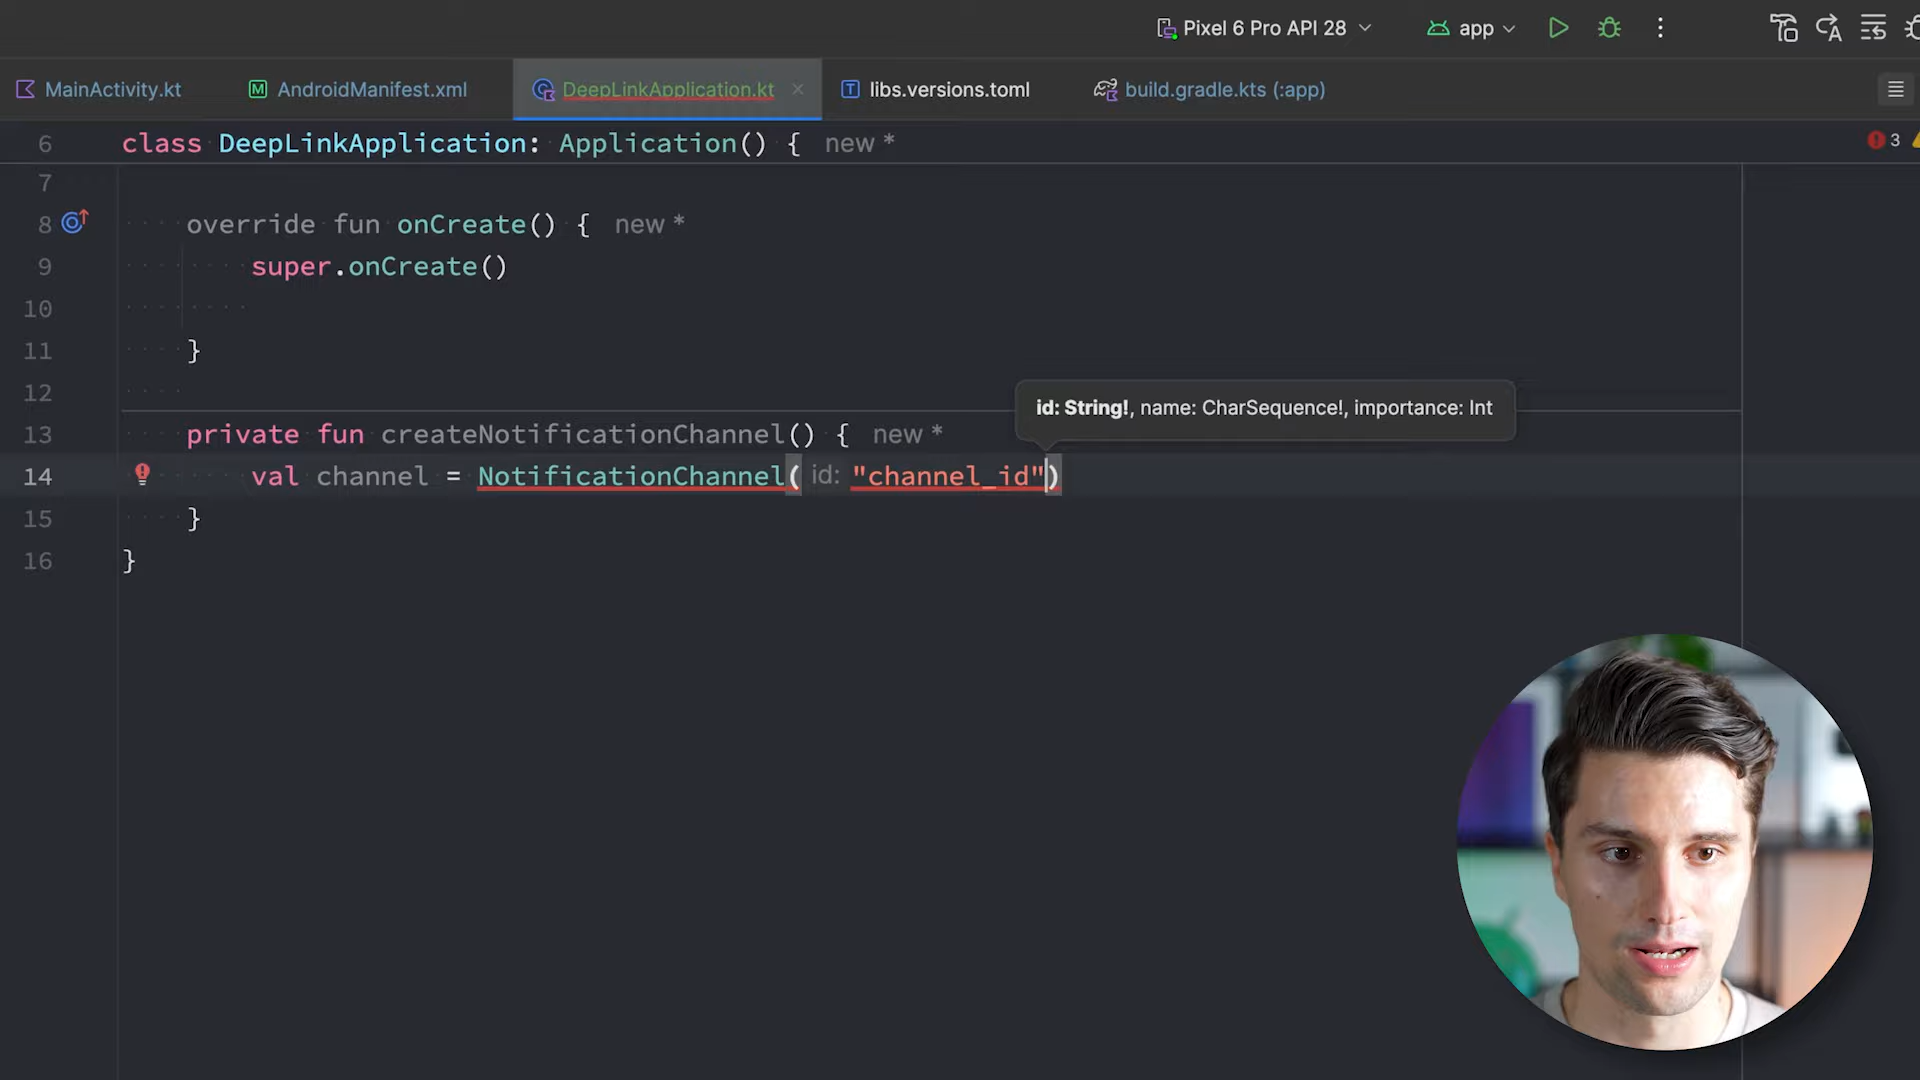 Pixel 6 Pro API 28
app
MainActivity.kt
AndroidManifest.xml
DeepLinkApplication.kt
libs.versions.toml
build.gradle.kts (:app)
6 class DeepLinkApplication: Application() { new *
3
7
8 override fun onCreate() { new *
9 super.onCreate()
10
11 }
12
id: String!, name: CharSequence!, importance: Int
13 private fun createNotificationChannel() { new *
14 val channel = NotificationChannel( id: "channel_id")
15 }
16 }